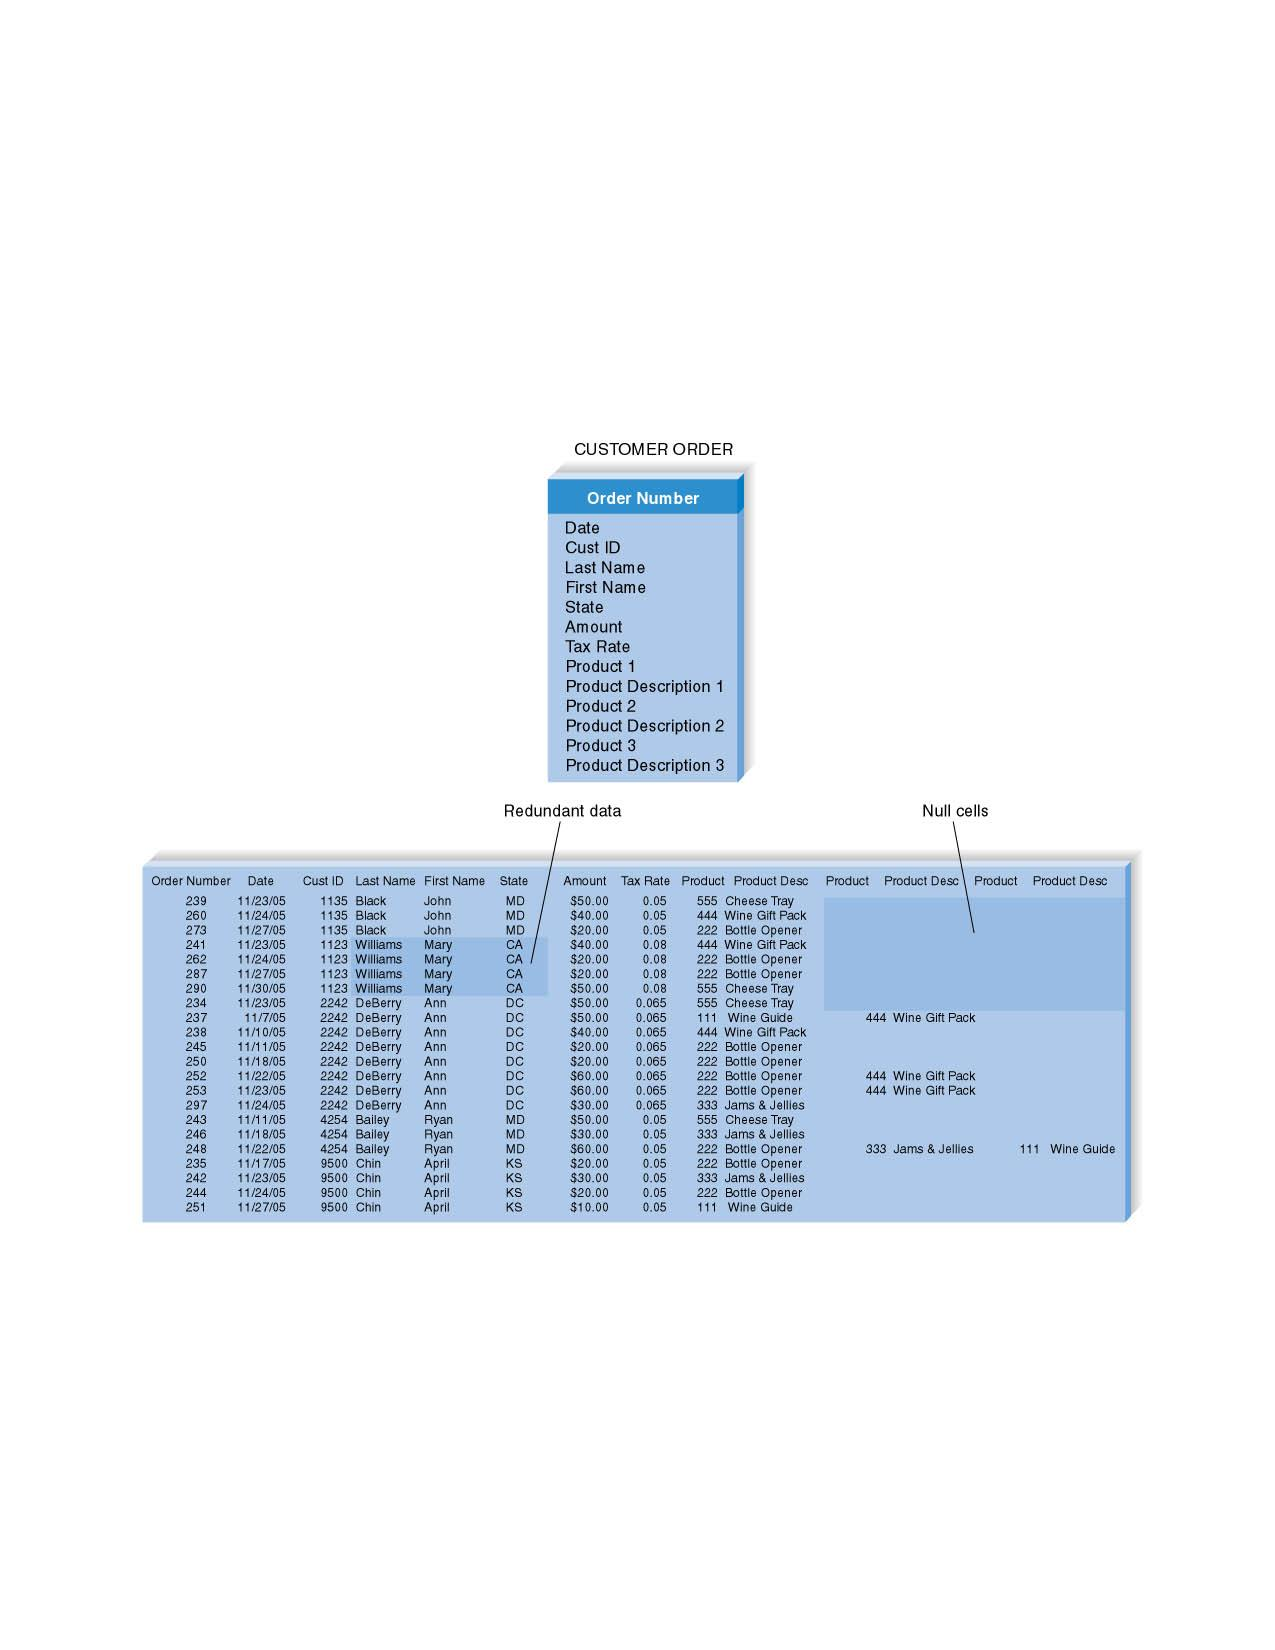 CUSTOMER ORDER
Order Number
Date
Cust ID
Last Name
First Name
State
Amount
Tax Rate
Product 1
Product Description 1
Product 2
Product Description 2
Product 3
Product Description 3
Redundant data Null cells
Order Number Date Cust ID Last Name First Name State Amount Tax Rate Product Product Desc Product Product Desc Product Product Desc
239 11/23/05 1135 Black John MD $50.00 0.05 555 Cheese Tray
260 11/24/05 1135 Black John MD $40.00 0.05 444 Wine Gift Pack
273 11/27/05 1135 Black John MD $20.00 0.05 222 Bottle Opener
241 11/23/05 1123 Williams Mary CA $40.00 0.08 444 Wine Gift Pack
262 11/24/05 1123 Williams Mary CA $20.00 0.08 222 Bottle Opener
287 11/27/05 1123 Williams Mary CA $20.00 0.08 222 Bottle Opener
290 11/30/05 1123 Williams Mary CA $50.00 0.08 555 Cheese Tray
234 11/23/05 2242 DeBerry Ann DC $50.00 0.065 555 Cheese Tray
237 11/7/05 2242 DeBerry Ann DC $50.00 0.065 111 Wine Guide 444 Wine Gift Pack
238 11/10/05 2242 DeBerry Ann DC $40.00 0.065 444 Wine Gift Pack
245 11/11/05 2242 DeBerry Ann DC $20.00 0.065 222 Bottle Opener
250 11/18/05 2242 DeBerry Ann DC $20.00 0.065 222 Bottle Opener
252 11/22/05 2242 DeBerry Ann DC $60.00 0.065 222 Bottle Opener 444 Wine Gift Pack
253 11/23/05 2242 DeBerry Ann DC $60.00 0.065 222 Bottle Opener 444 Wine Gift Pack
297 11/24/05 2242 DeBerry Ann DC $30.00 0.065 333 Jams & Jellies
243 11/11/05 4254 Bailey Ryan MD $50.00 0.05 555 Cheese Tray
246 11/18/05 4254 Bailey Ryan MD $30.00 0.05 333 Jams & Jellies
248 11/22/05 4254 Bailey Ryan MD $60.00 0.05 222 Bottle Opener 333 Jams & Jellies 111 Wine Guide
235 11/17/05 9500 Chin April KS $20.00 0.05 222 Bottle Opener
242 11/23/05 9500 Chin April KS $30.00 0.05 333 Jams & Jellies
244 11/24/05 9500 Chin April KS $20.00 0.05 222 Bottle Opener
251 11/27/05 9500 Chin April KS $10.00 0.05 111 Wine Guide